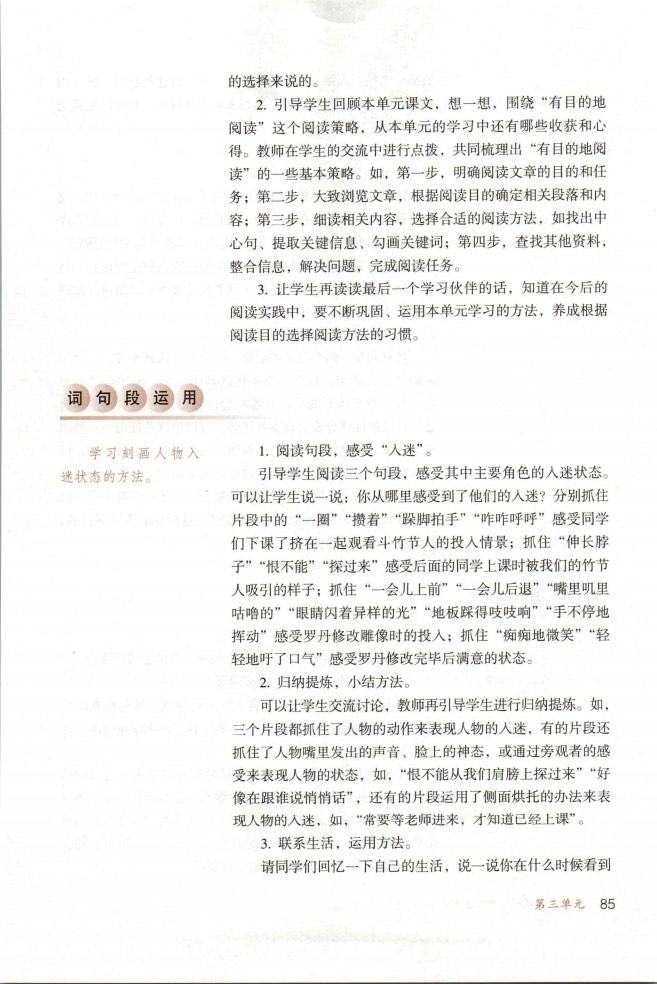 的选择来说的。
2. 引导学生回顾本单元课文，想一想，围绕“有目的地
阅读”这个阅读策略，从本单元的学习中还有哪些收获和心
得。教师在学生的交流中进行点拨，共同梳理出“有目的地阅
读”的一些基本策略。如，第一步，明确阅读文章的目的和任
务；第二步，大致浏览文章，根据阅读目的确定相关段落和内
容；第三步，细读相关内容，选择合适的阅读方法，如找出中
心句、提取关键信息、勾画关键词；第四步，查找其他资料，
整合信息，解决问题，完成阅读任务。
3. 让学生再读读最后一个学习伙伴的话，知道在今后的
阅读实践中，要不断巩固、运用本单元学习的方法，养成根据
阅读目的选择阅读方法的习惯。
词句段运用
学习刻画人物入
迷状态的方法。
1. 阅读句段，感受“入迷”。
引导学生阅读三个句段，感受其中主要角色的入迷状态。
可以让学生说一说：你从哪里感受到了他们的入迷？分别抓住
片段中的“一圈”“攒着”“跺脚拍手”“咋咋呼呼”感受同学
们下课了挤在一起观看斗竹节人的投入情景；抓住“伸长脖
子”“恨不能”“探过来”感受后面的同学上课时被我们的竹节
人吸引的样子；抓住“一会儿上前”“一会儿后退”“嘴里叽里
咕噜的”“眼睛闪着异样的光”“地板踩得吱吱响”“手不停地
挥动”感受罗丹修改雕像时的投入；抓住“痴痴地微笑”“轻
轻地吁了口气”感受罗丹修改完毕后满意的状态。
2. 归纳提炼，小结方法。
可以让学生交流讨论，教师再引导学生进行归纳提炼。如，
三个片段都抓住了人物的动作来表现人物的入迷，有的片段还
抓住了人物嘴里发出的声音、脸上的神态，或通过旁观者的感
受来表现人物的状态，如，“恨不能从我们肩膀上探过来”“好
像在跟谁说悄悄话”，还有的片段运用了侧面烘托的办法来表
现人物的入迷，如，“常要等老师进来，才知道已经上课”。
3. 联系生活，运用方法。
请同学们回忆一下自己的生活，说一说你在什么时候看到
第三单元 85